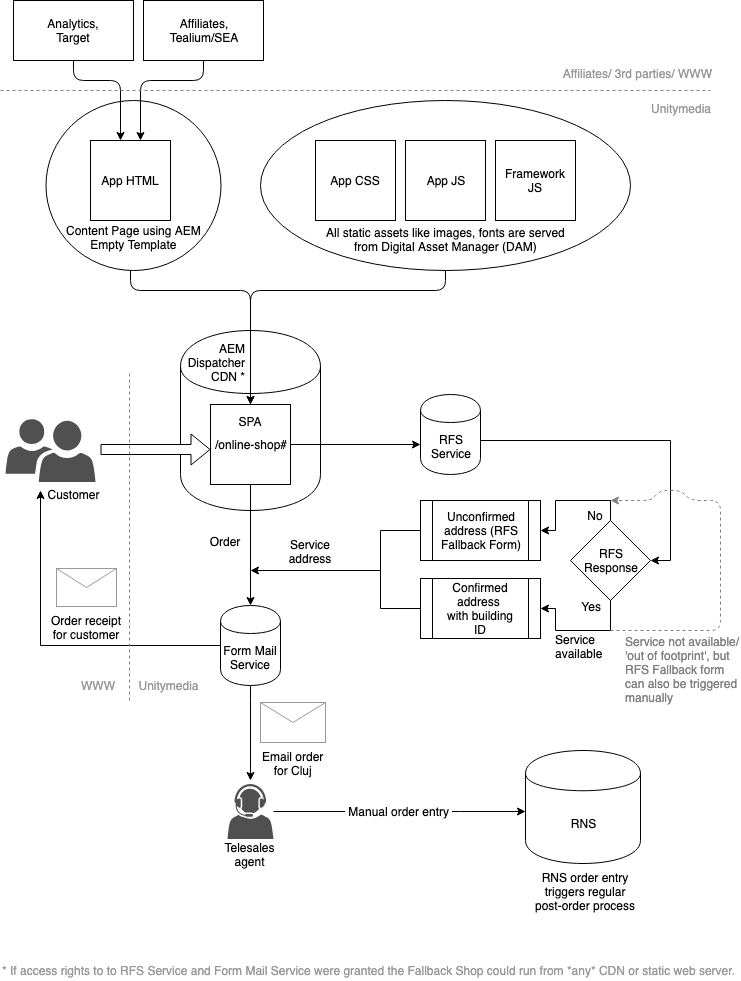 Analytics,
Target
Affiliates,
Tealium/SEA
Affiliates/ 3rd parties/ WWW
Unitymedia
App HTML
Content Page using AEM
Empty Template
App CSS
App JS
Framework
JS
All static assets like images, fonts are served
from Digital Asset Manager (DAM)
AEM
Dispatcher
CDN *
SPA
/online-shop#
RFS
Service
Customer
Order
Service
address
Unconfirmed
address (RFS
Fallback Form)
No
RFS
Response
Yes
Confirmed
address
with building
ID
Service
available
Service not available/
'out of footprint', but
RFS Fallback form
can also be triggered
manually
Order receipt
for customer
Form Mail
Service
WWW
Unitymedia
Email order
for Cluj
Telesales
agent
Manual order entry
RNS
RNS order entry
triggers regular
post-order process
* If access rights to to RFS Service and Form Mail Service were granted the Fallback Shop could run from *any* CDN or static web server.